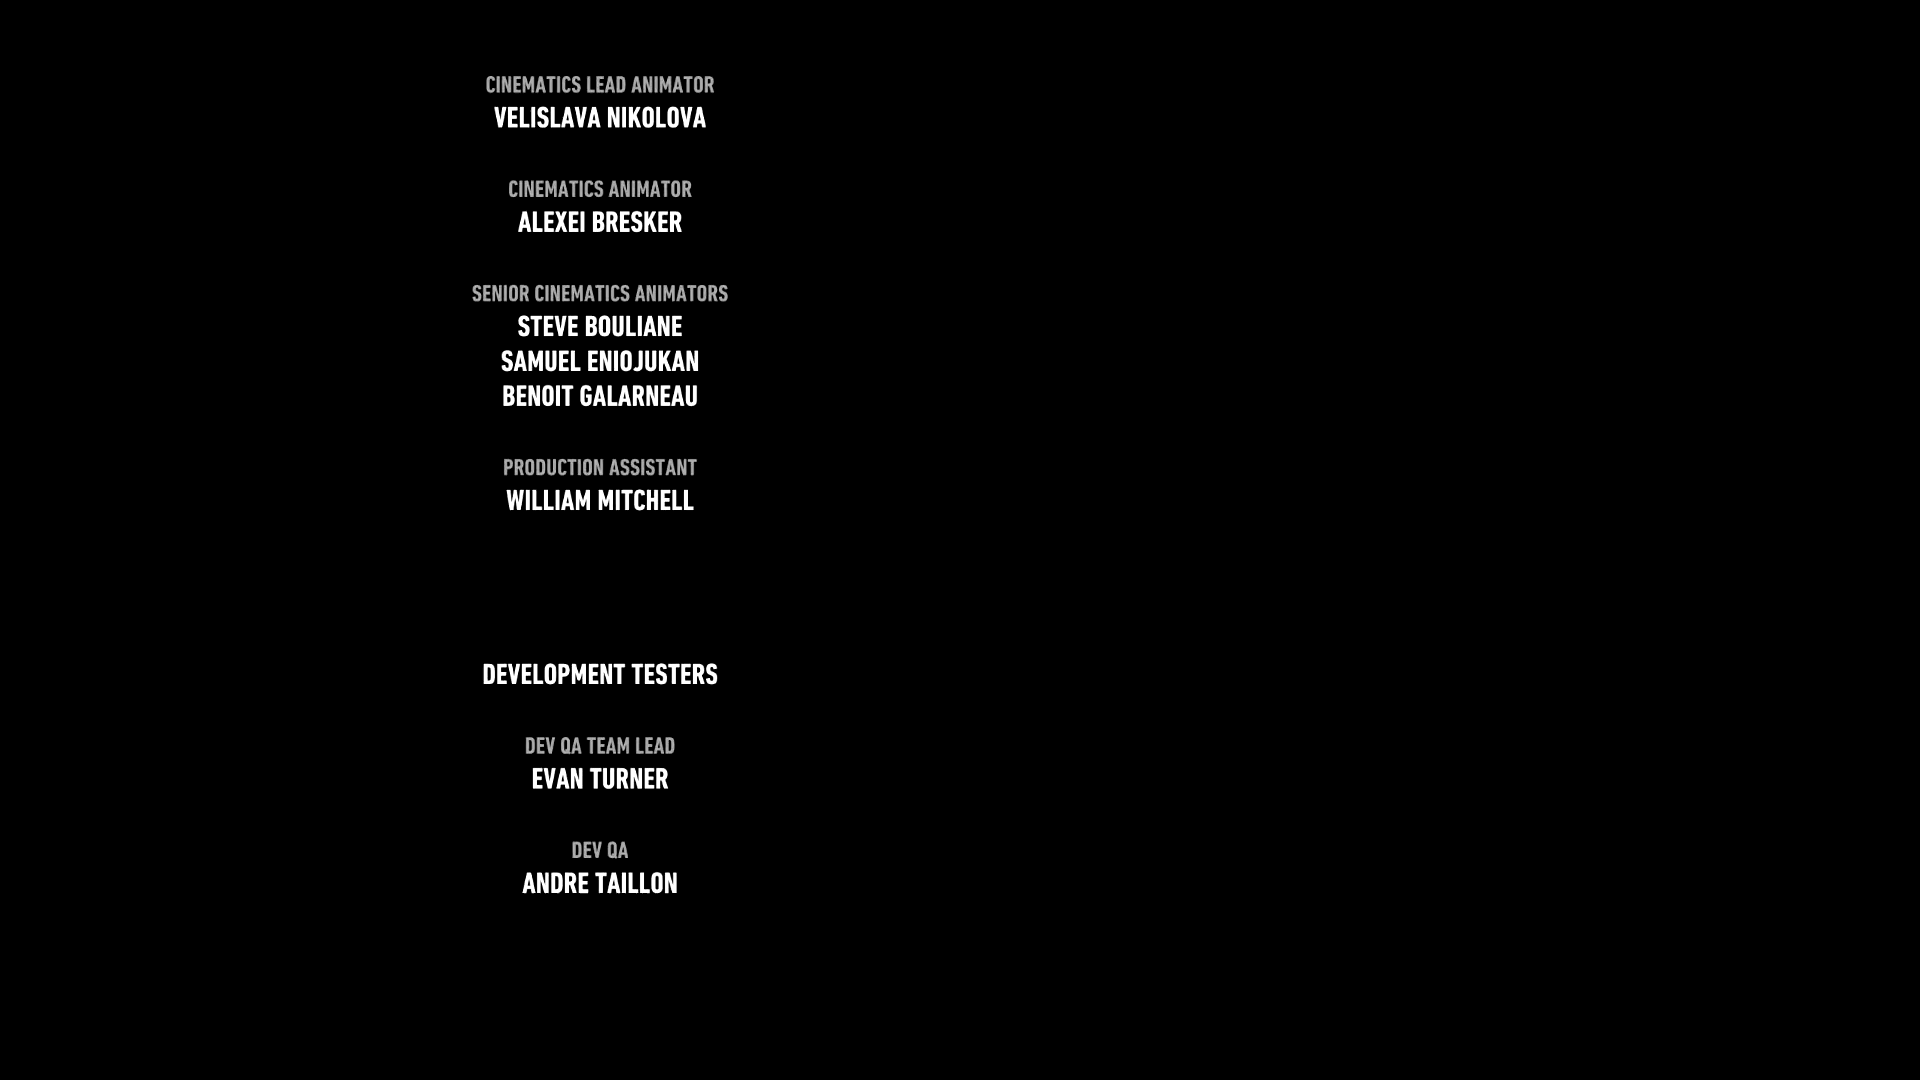 CINEMATICS LEAD ANIMATOR
VELISLAVA NIKOLOVA
CINEMATICS ANIMATOR
ALEXEI BRESKER
SENIOR CINEMATICS ANIMATORS
STEVE BOULIANE
SAMUEL ENIOJUKAN
BENOIT GALARNEAU
PRODUCTION ASSISTANT
WILLIAM MITCHELL
DEVELOPMENT TESTERS
DEV QA TEAM LEAD
EVAN TURNER
DEV QA
ANDRE TAILLON